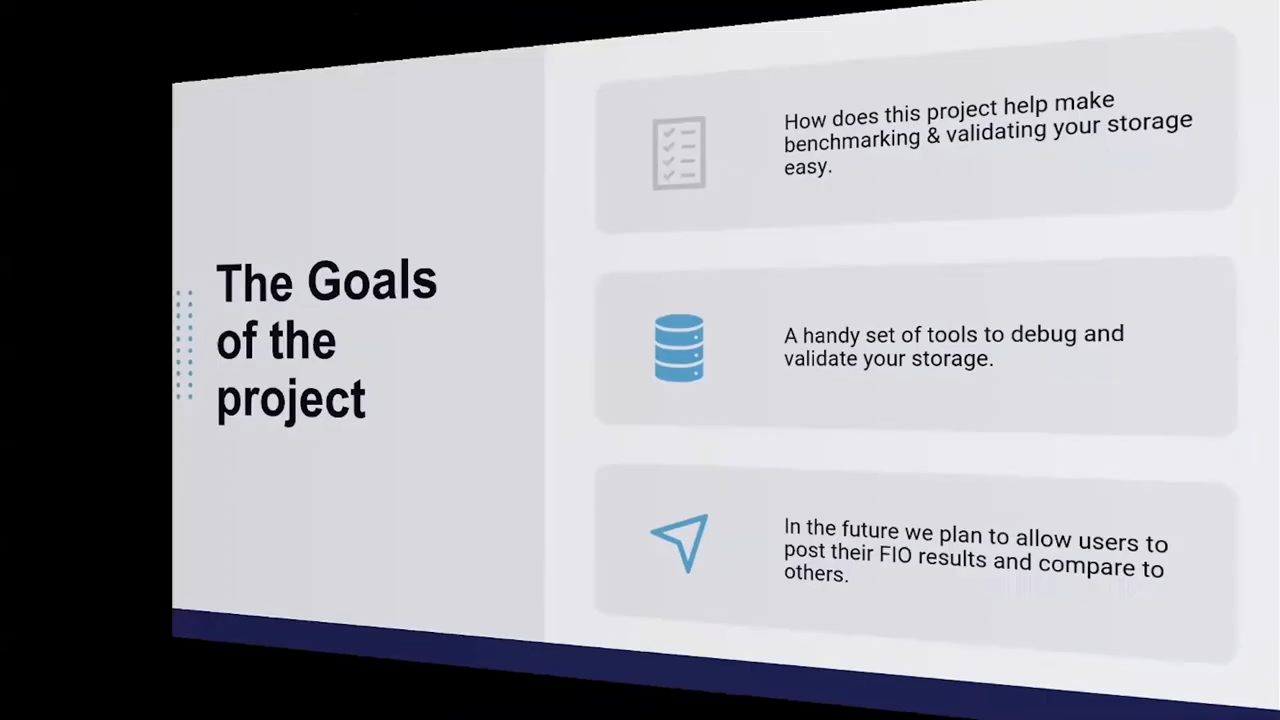 The Goals
of the
project
How does this project help make
benchmarking & validating your storage
easy.
A handy set of tools to debug and
validate your storage.
In the future we plan to allow users to
post their FIO results and compare to
others.